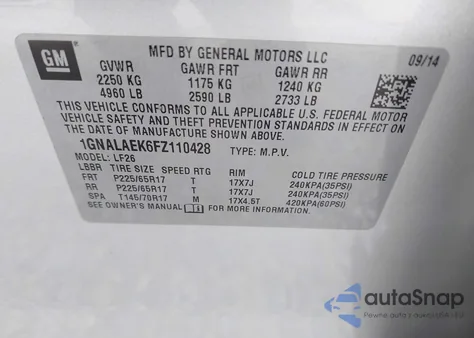 GM
MFD BY GENERAL MOTORS LLC 09/14
GVWR GAWR FRT GAWR RR
2250 KG 1175 KG 1240 KG
4960 LB 2590 LB 2733 LB
THIS VEHICLE CONFORMS TO ALL APPLICABLE U.S. FEDERAL MOTOR
VEHICLE SAFETY AND THEFT PREVENTION STANDARDS IN EFFECT
ON THE DATE OF MANUFACTURE SHOWN ABOVE.
1GNALAEK6FZ110428 TYPE: M.P.V.
MODEL: LF26
LBBR TIRE SIZE SPEED RTG RIM COLD TIRE PRESSURE
FRT P225/65R17 T 17X7J 240KPA(35PSI)
RR P225/65R17 T 17X7J 240KPA(35PSI)
SPA T145/70R17 M 17X4.5T 420KPA(60PSI)
SEE OWNER'S MANUAL FOR MORE INFORMATION
autoSnap